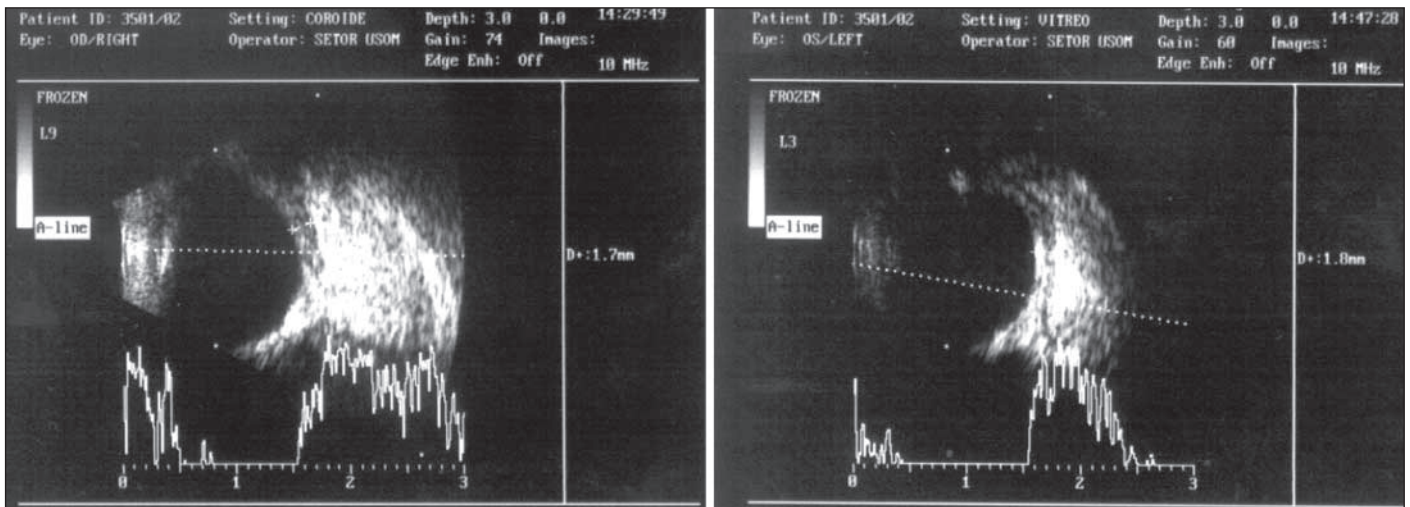 Patient ID: 3501/02 Setting: COROIDE Depth: 3.0 0.0 14:29:49
Eye: OD/RIGHT Operator: SETOR USOM Gain: 74 Images:
Edge Enh: Off 10 MHz
FROZEN
L9
A-line
D+:1.7mm
0 1 2 3
Patient ID: 3501/02 Setting: VITREO Depth: 3.0 0.0 14:47:28
Eye: OS/LEFT Operator: SETOR USOM Gain: 60 Images:
Edge Enh: Off 10 MHz
FROZEN
L3
A-line
D+:1.8mm
0 1 2 3